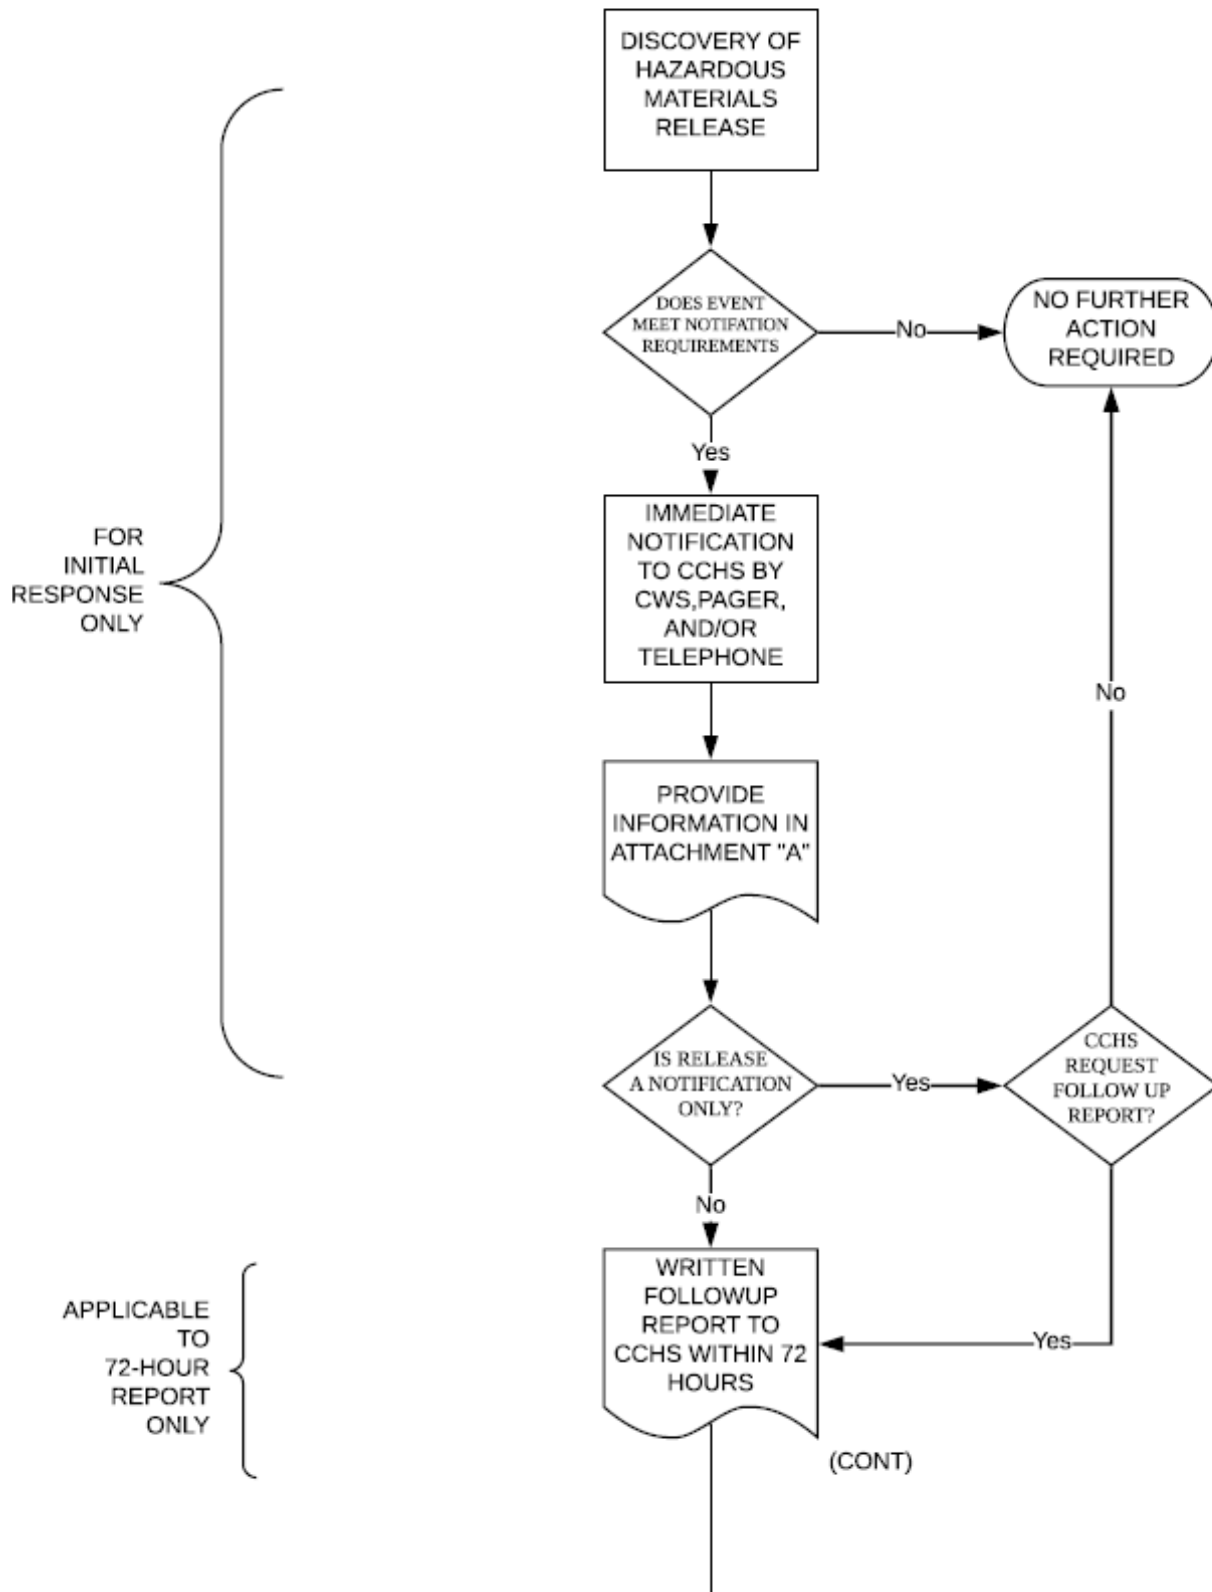 DISCOVERY OF
HAZARDOUS
MATERIALS
RELEASE
DOES EVENT
MEET NOTIFATION
REQUIREMENTS
No
NO FURTHER
ACTION
REQUIRED
Yes
IMMEDIATE
NOTIFICATION
TO CCHS BY
CWS,PAGER,
AND/OR
TELEPHONE
FOR
INITIAL
RESPONSE
ONLY
No
PROVIDE
INFORMATION IN
ATTACHMENT "A"
IS RELEASE
A NOTIFICATION
ONLY?
Yes
CCHS
REQUEST
FOLLOW UP
REPORT?
No
WRITTEN
FOLLOWUP
REPORT TO
CCHS WITHIN 72
HOURS
Yes
APPLICABLE
TO
72-HOUR
REPORT
ONLY
(CONT)